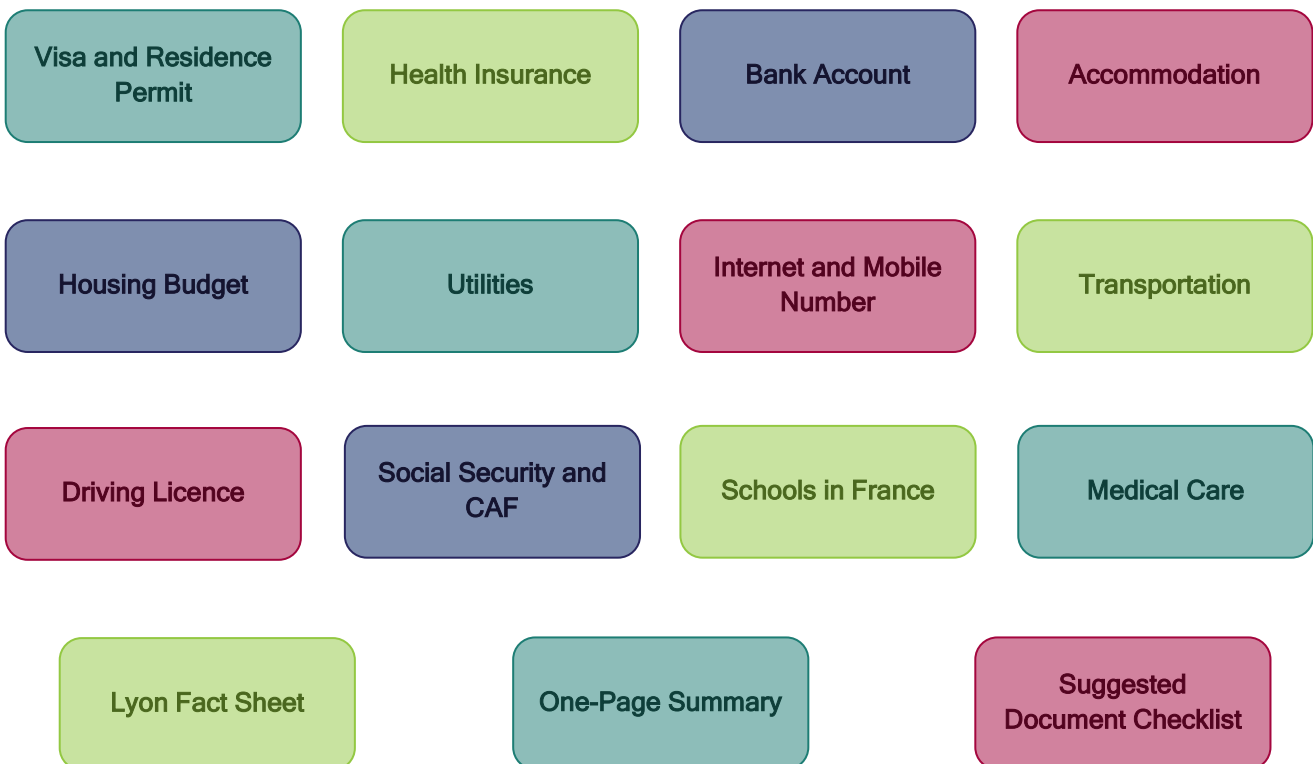 Visa and Residence
Permit
Health Insurance
Bank Account
Accommodation
Housing Budget
Utilities
Internet and Mobile
Number
Transportation
Driving Licence
Social Security and
CAF
Schools in France
Medical Care
Lyon Fact Sheet
One-Page Summary
Suggested
Document Checklist